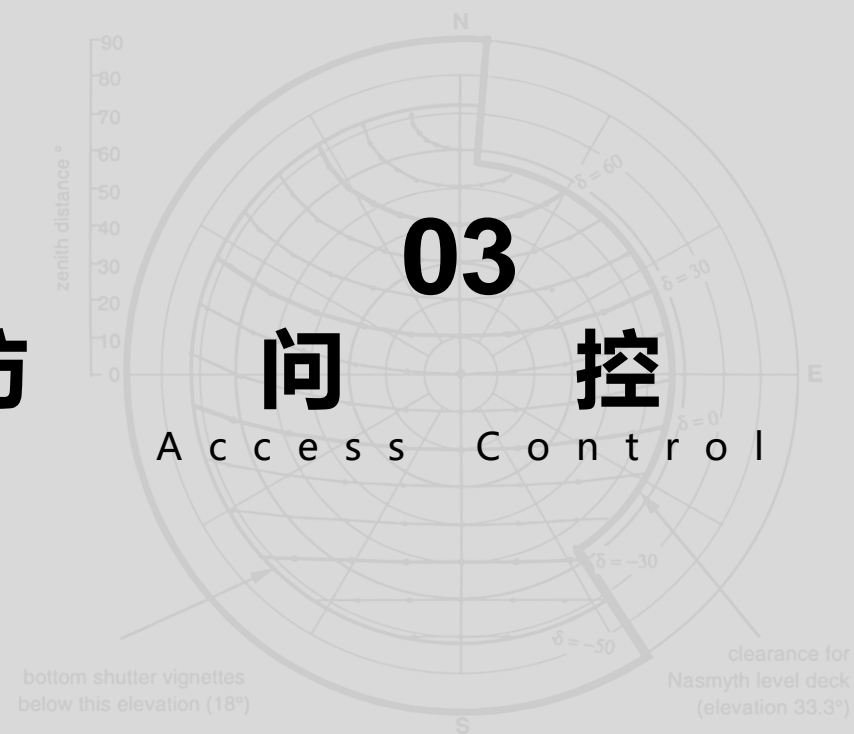 N
90
80
70
60
50
40
30
20
10
0
zenith distance °
δ = 60
δ = 30
03
问 控
E
Access Control
δ = 0
δ = −30
δ = −50
bottom shutter vignettes
below this elevation (18°)
clearance for
Nasmyth level deck
(elevation 33.3°)
S